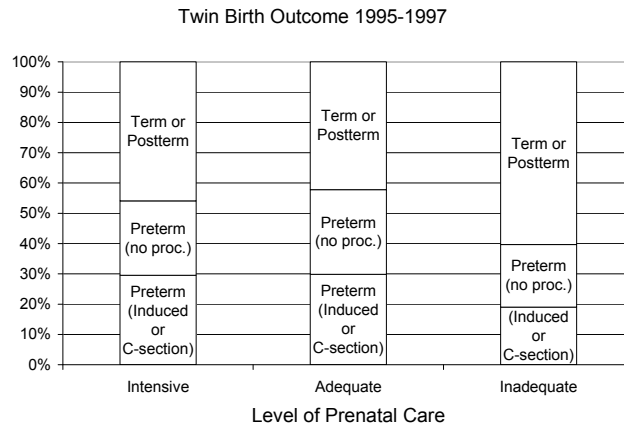 Twin Birth Outcome 1995-1997
100%
90%
80%
70%
60%
50%
40%
30%
20%
10%
0%
Term or
Postterm
Preterm
(no proc.)
Preterm
(Induced
or
C-section)
Term or
Postterm
Preterm
(no proc.)
Preterm
(Induced
or
C-section)
Term or
Postterm
Preterm
(no proc.)
(Induced
or
C-section)
Intensive
Adequate
Inadequate
Level of Prenatal Care